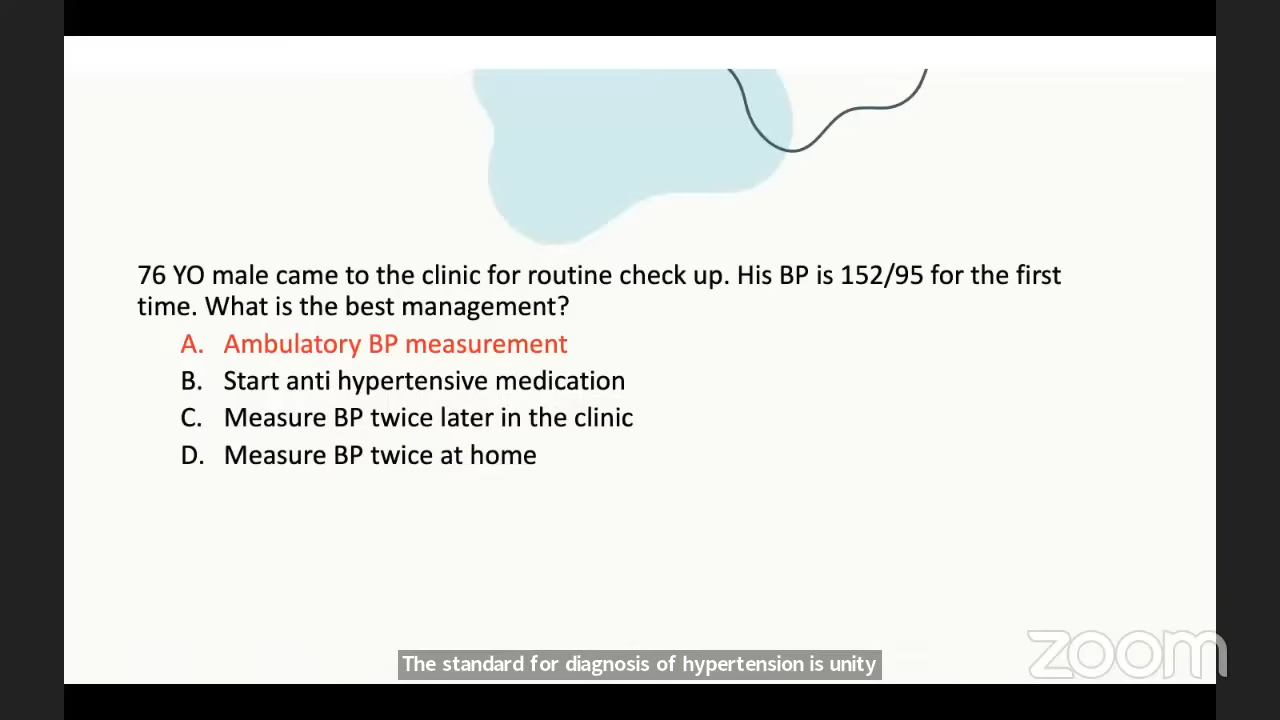 76 YO male came to the clinic for routine check up. His BP is 152/95 for the first
time. What is the best management?
A. Ambulatory BP measurement
B. Start anti hypertensive medication
C. Measure BP twice later in the clinic
D. Measure BP twice at home
The standard for diagnosis of hypertension is unity
zoom